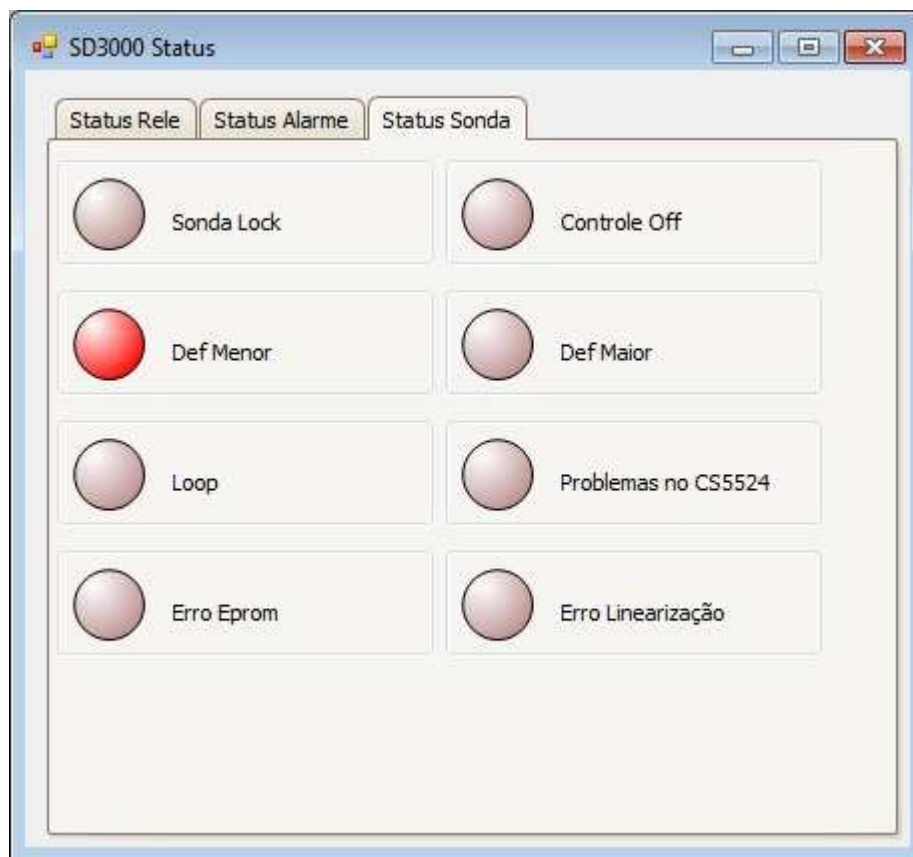 SD3000 Status
Status Rele
Status Alarme
Status Sonda
Sonda Lock
Controle Off
Def Menor
Def Maior
Loop
Problemas no CS5524
Erro Eprom
Erro Linearização